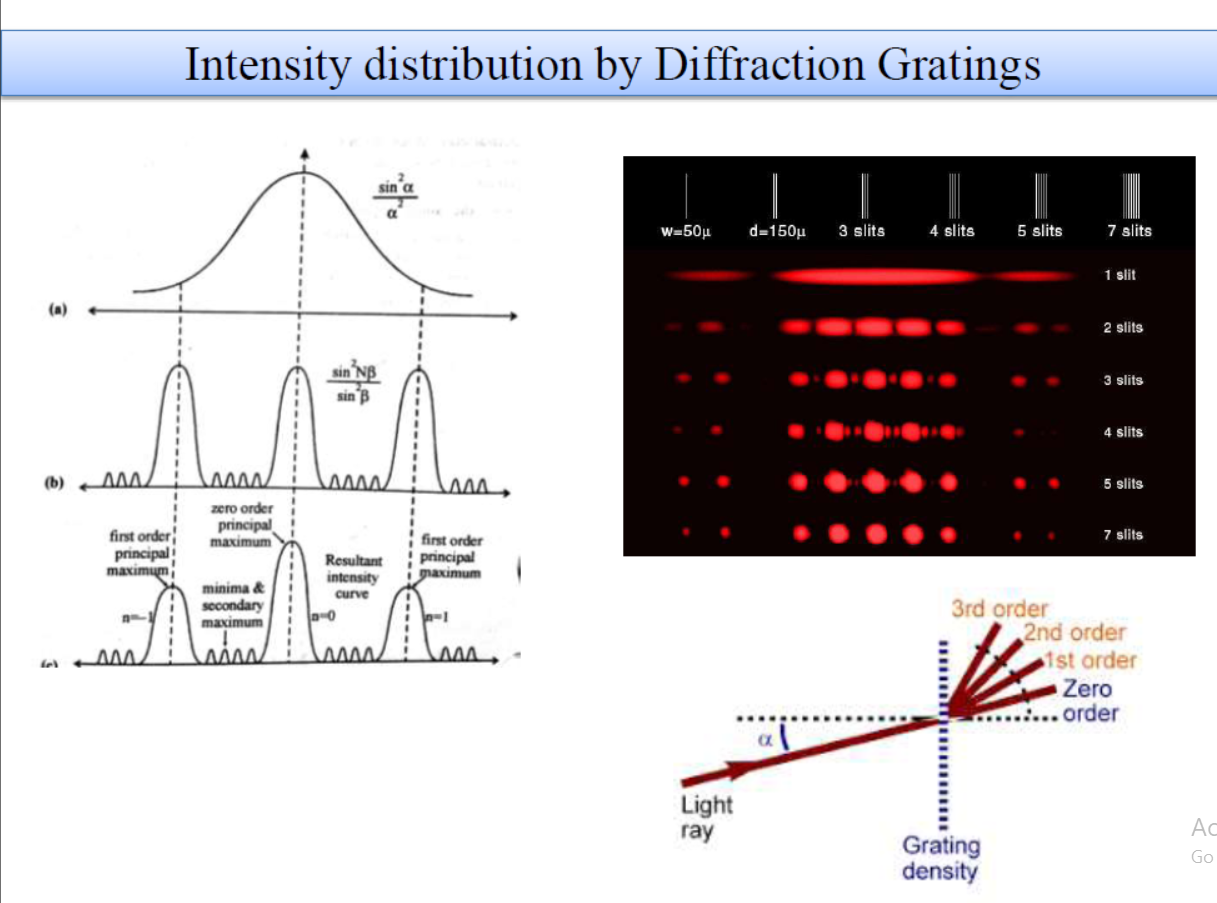 Intensity distribution by Diffraction Gratings
sin²α
α²
(a)
sin²Nβ
sin²β
(b)
zero order
principal
maximum
first order
principal
maximum
first order
principal
maximum
Resultant
intensity
curve
minima &
secondary
maximum
n=-1
n=0
n=1
(c)
w=50μ
d=150μ
3 slits
4 slits
5 slits
7 slits
1 slit
2 slits
3 slits
4 slits
5 slits
7 slits
3rd order
2nd order
1st order
Zero
order
α
Light
ray
Grating
density
Ac
Go